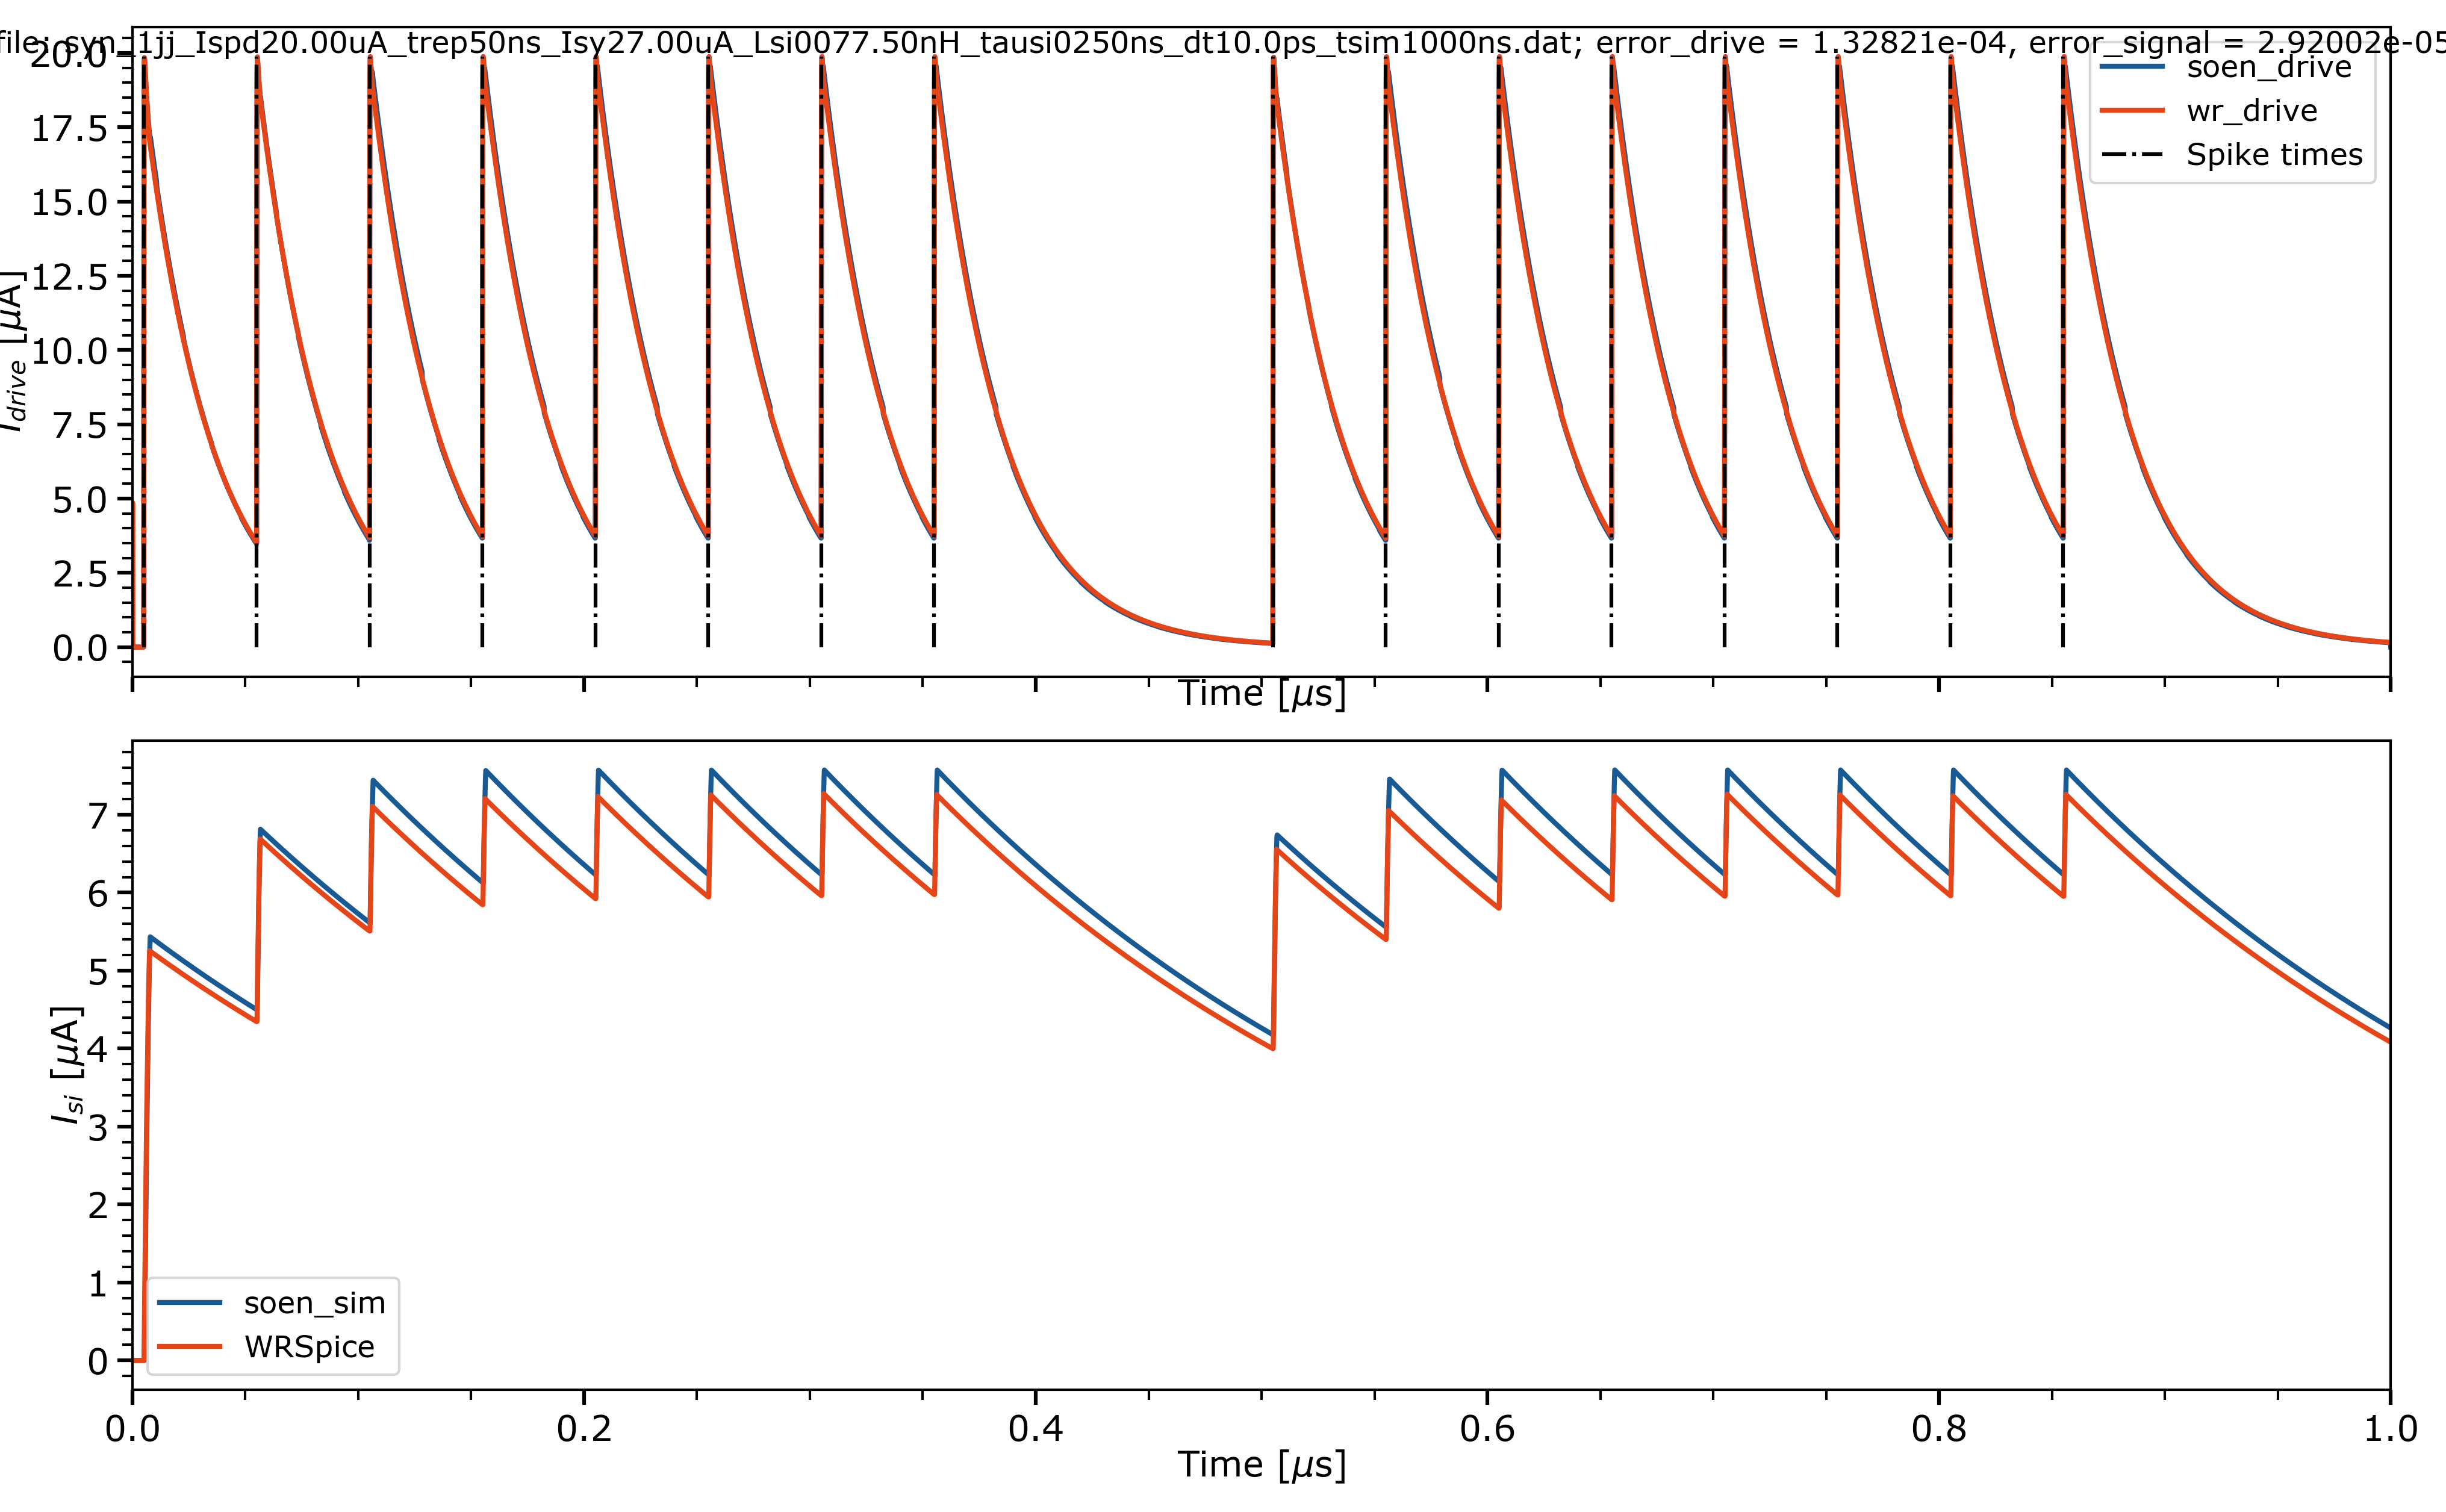 file: syn_1jj_Ispd20.00uA_trep50ns_Isy27.00uA_Lsi0077.50nH_tausi0250ns_dt10.0ps_tsim1000ns.dat; error_drive = 1.32821e-04, error_signal = 2.92002e-05
20.0
17.5
15.0
12.5
10.0
7.5
5.0
2.5
0.0
I_drive [μA]
soen_drive
wr_drive
Spike times
Time [μs]
7
6
5
4
3
2
1
0
I_si [μA]
soen_sim
WRSpice
0.0 0.2 0.4 0.6 0.8 1.0
Time [μs]